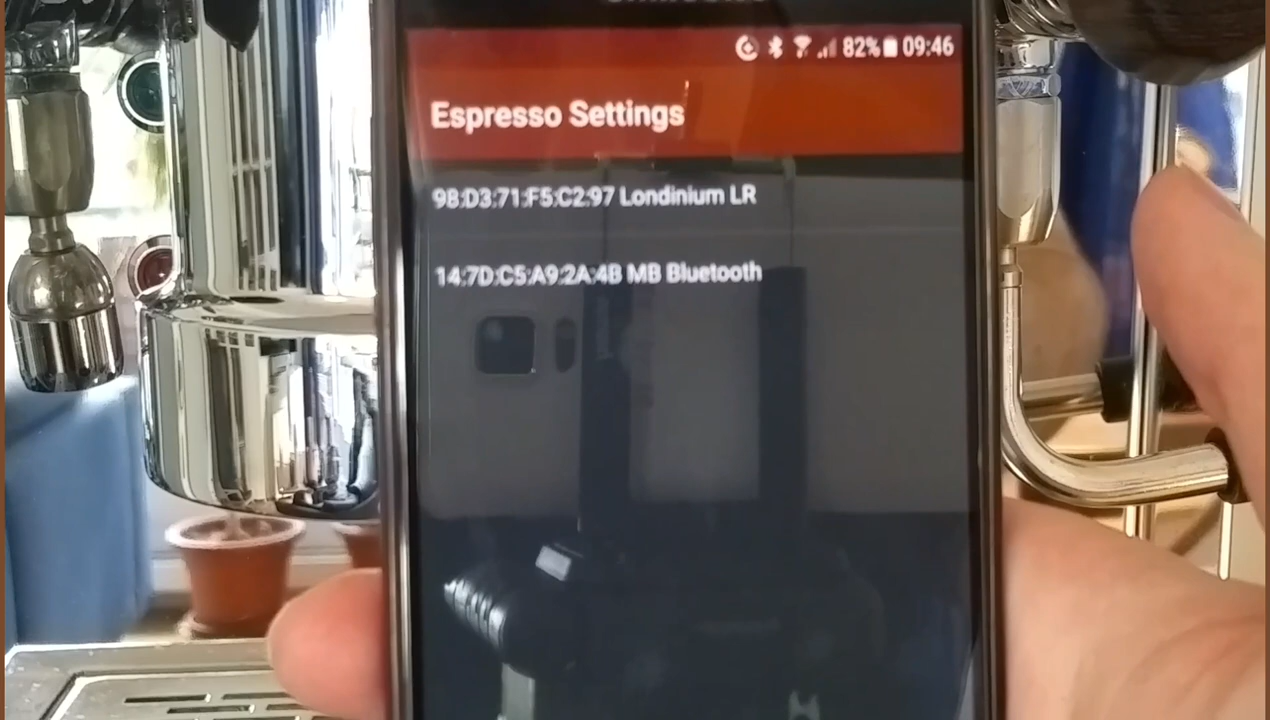 82% 09:46
Espresso Settings
98:D3:71:F5:C2:97 Londinium LR
14:7D:C5:A9:2A:4B MB Bluetooth